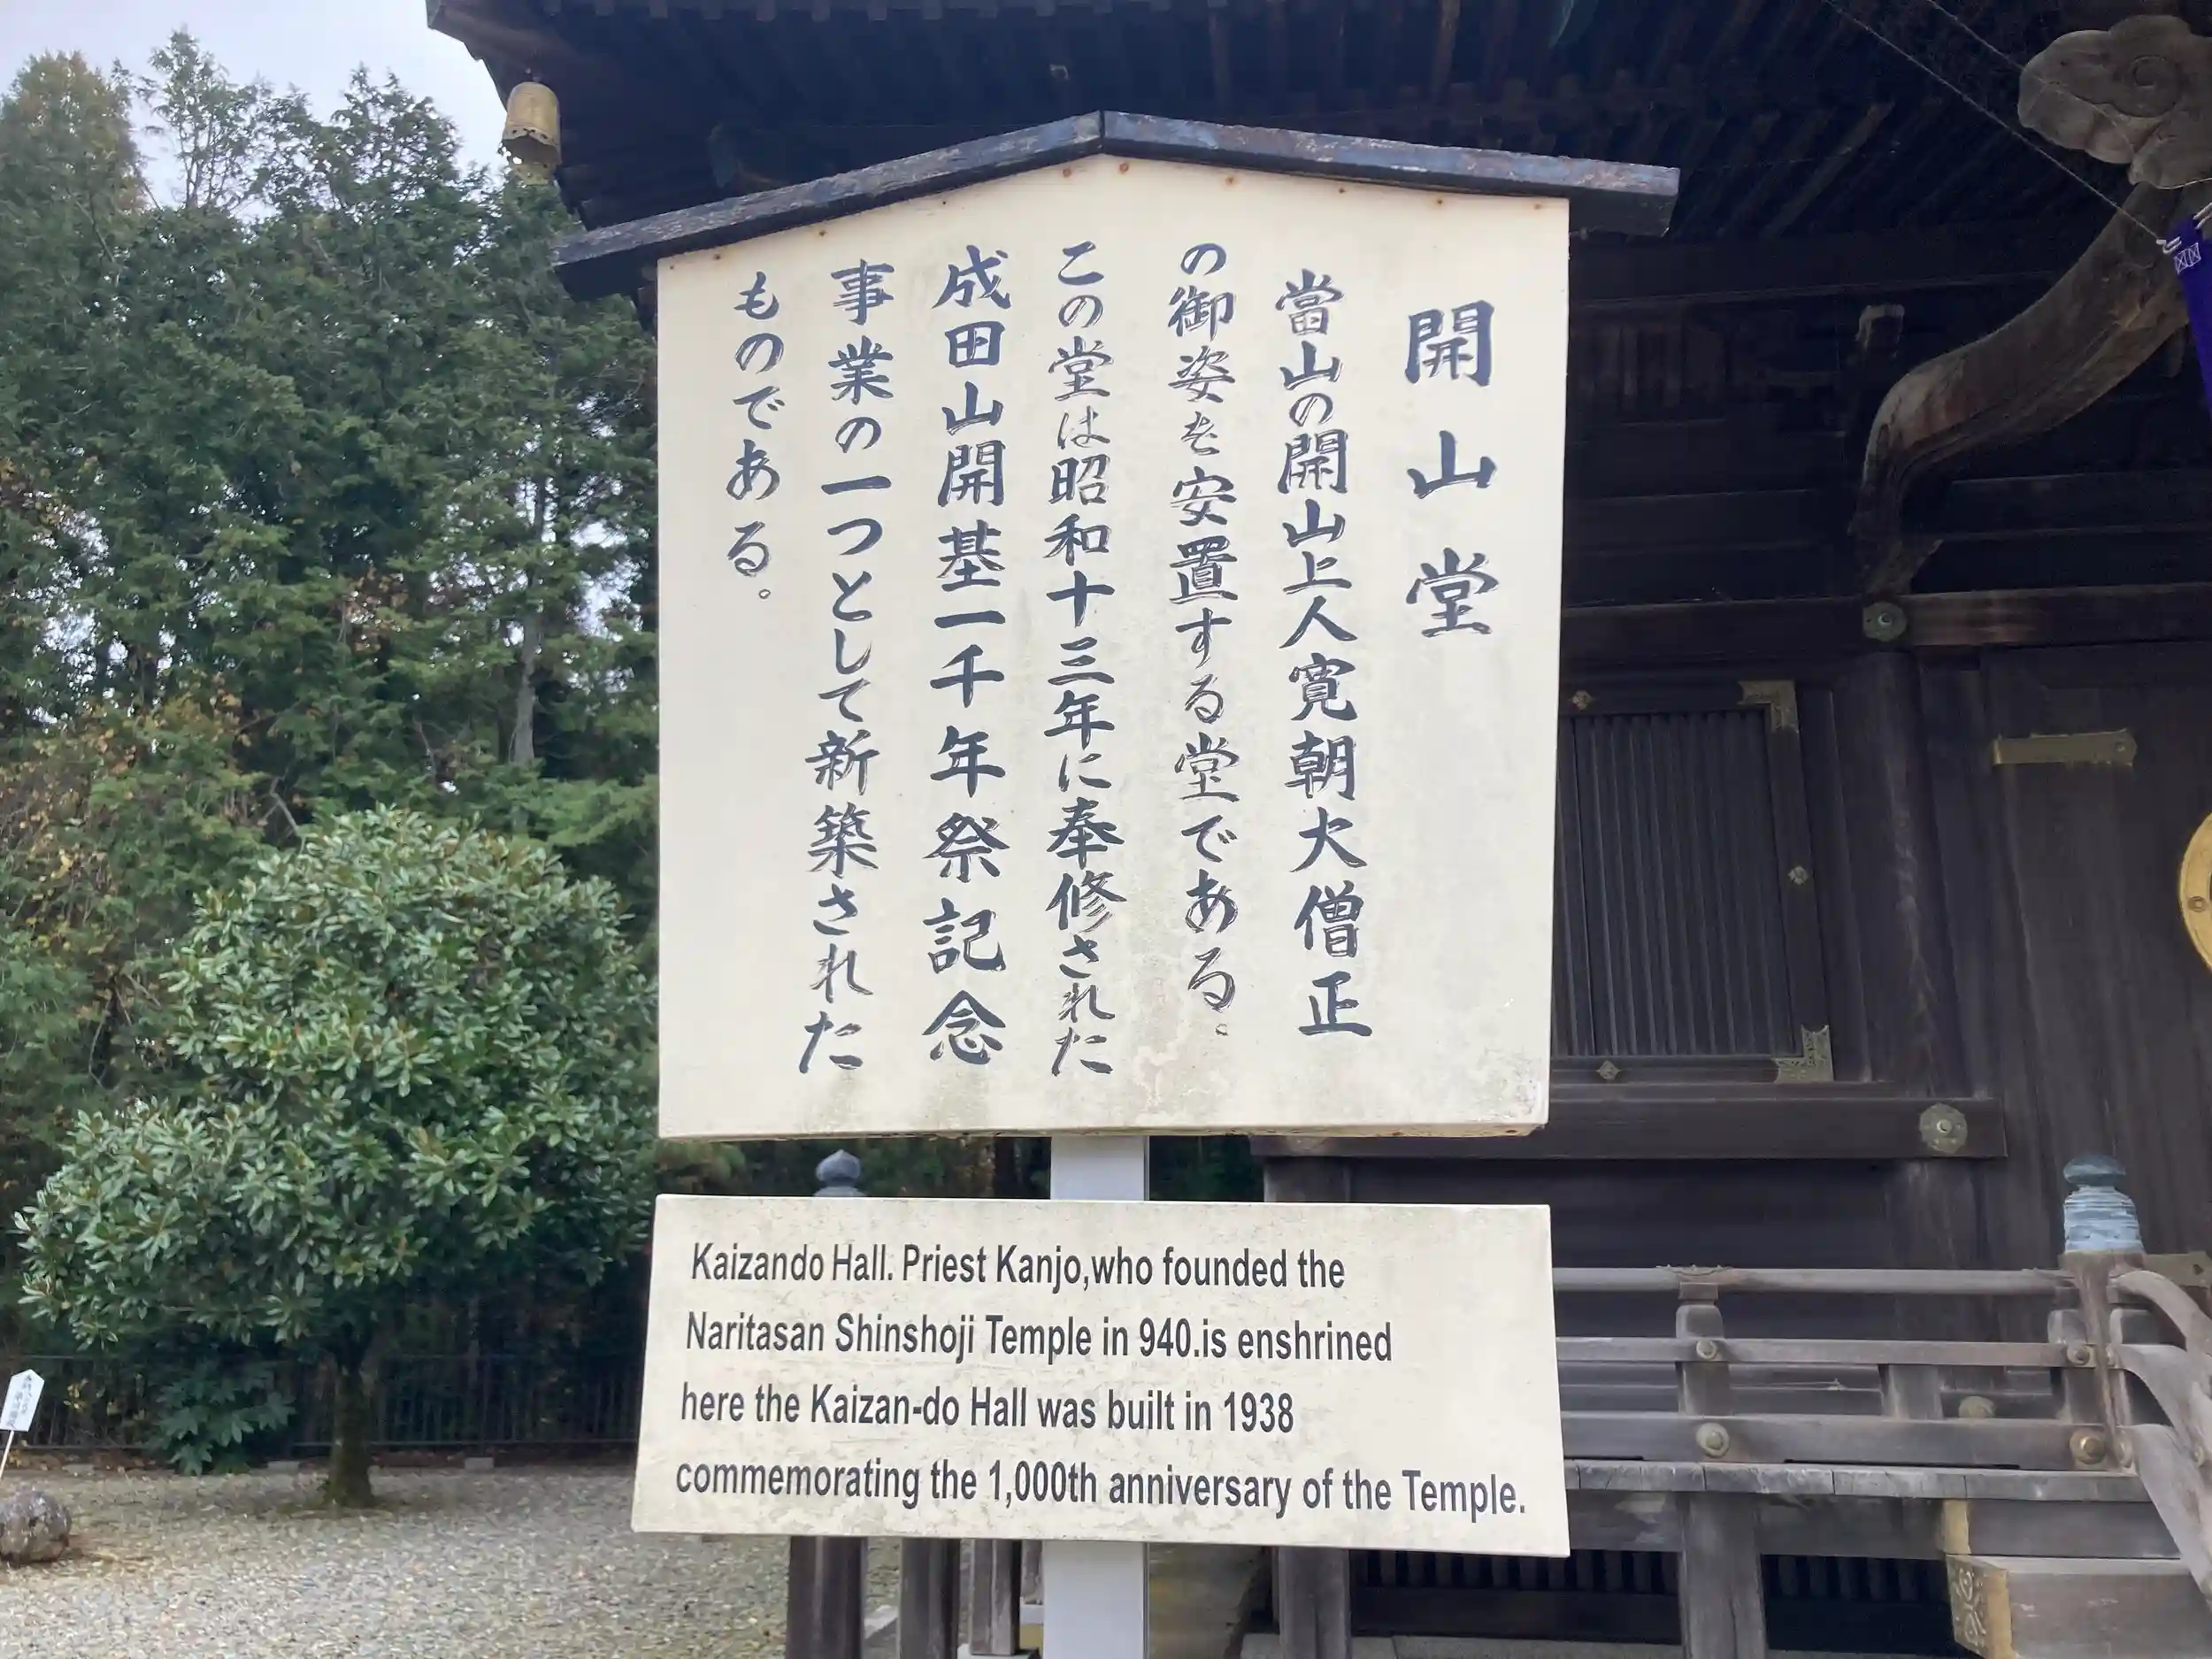 開山堂
當山の開山上人寛朝大僧正
の御姿を安置する堂である。
この堂は昭和十三年に奉修された
成田山開基一千年祭記念
事業の一つとして新築された
ものである。
Kaizando Hall. Priest Kanjo,who founded the
Naritasan Shinshoji Temple in 940.is enshrined
here the Kaizan-do Hall was built in 1938
commemorating the 1,000th anniversary of the Temple.